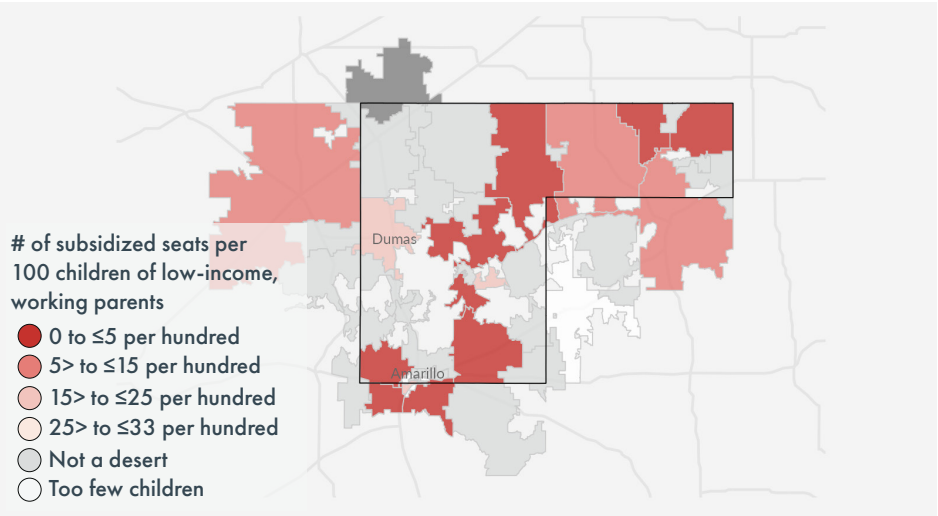 Dumas
# of subsidized seats per
100 children of low-income,
working parents
0 to ≤5 per hundred
5> to ≤15 per hundred
15> to ≤25 per hundred
25> to ≤33 per hundred
Not a desert
Too few children
Amarillo